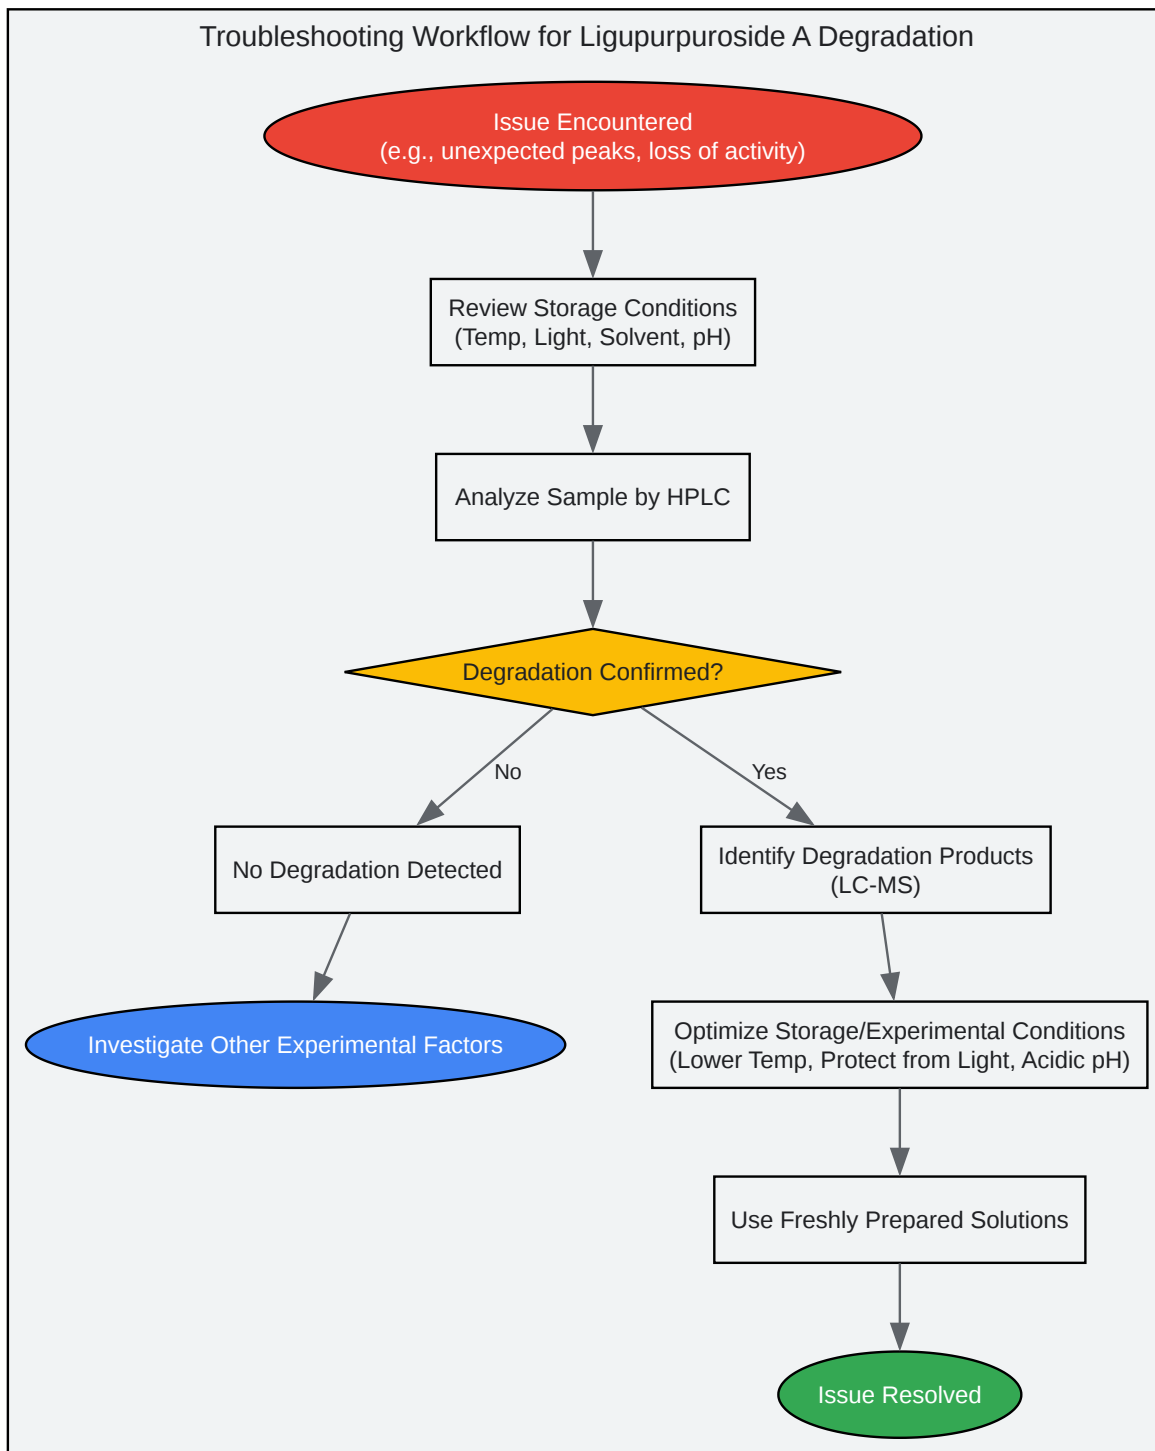 Troubleshooting Workflow for Ligupurpuroside A Degradation
Issue Encountered
(e.g., unexpected peaks, loss of activity)
Review Storage Conditions
(Temp, Light, Solvent, pH)
Analyze Sample by HPLC
Degradation Confirmed?
No
Yes
No Degradation Detected
Identify Degradation Products
(LC-MS)
Investigate Other Experimental Factors
Optimize Storage/Experimental Conditions
(Lower Temp, Protect from Light, Acidic pH)
Use Freshly Prepared Solutions
Issue Resolved